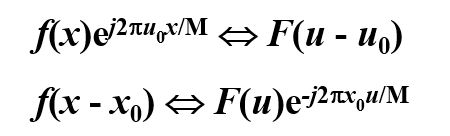 f(x)e^{j2πu₀x/M} ⇔ F(u - u₀)
f(x - x₀) ⇔ F(u)e^{-j2πx₀u/M}